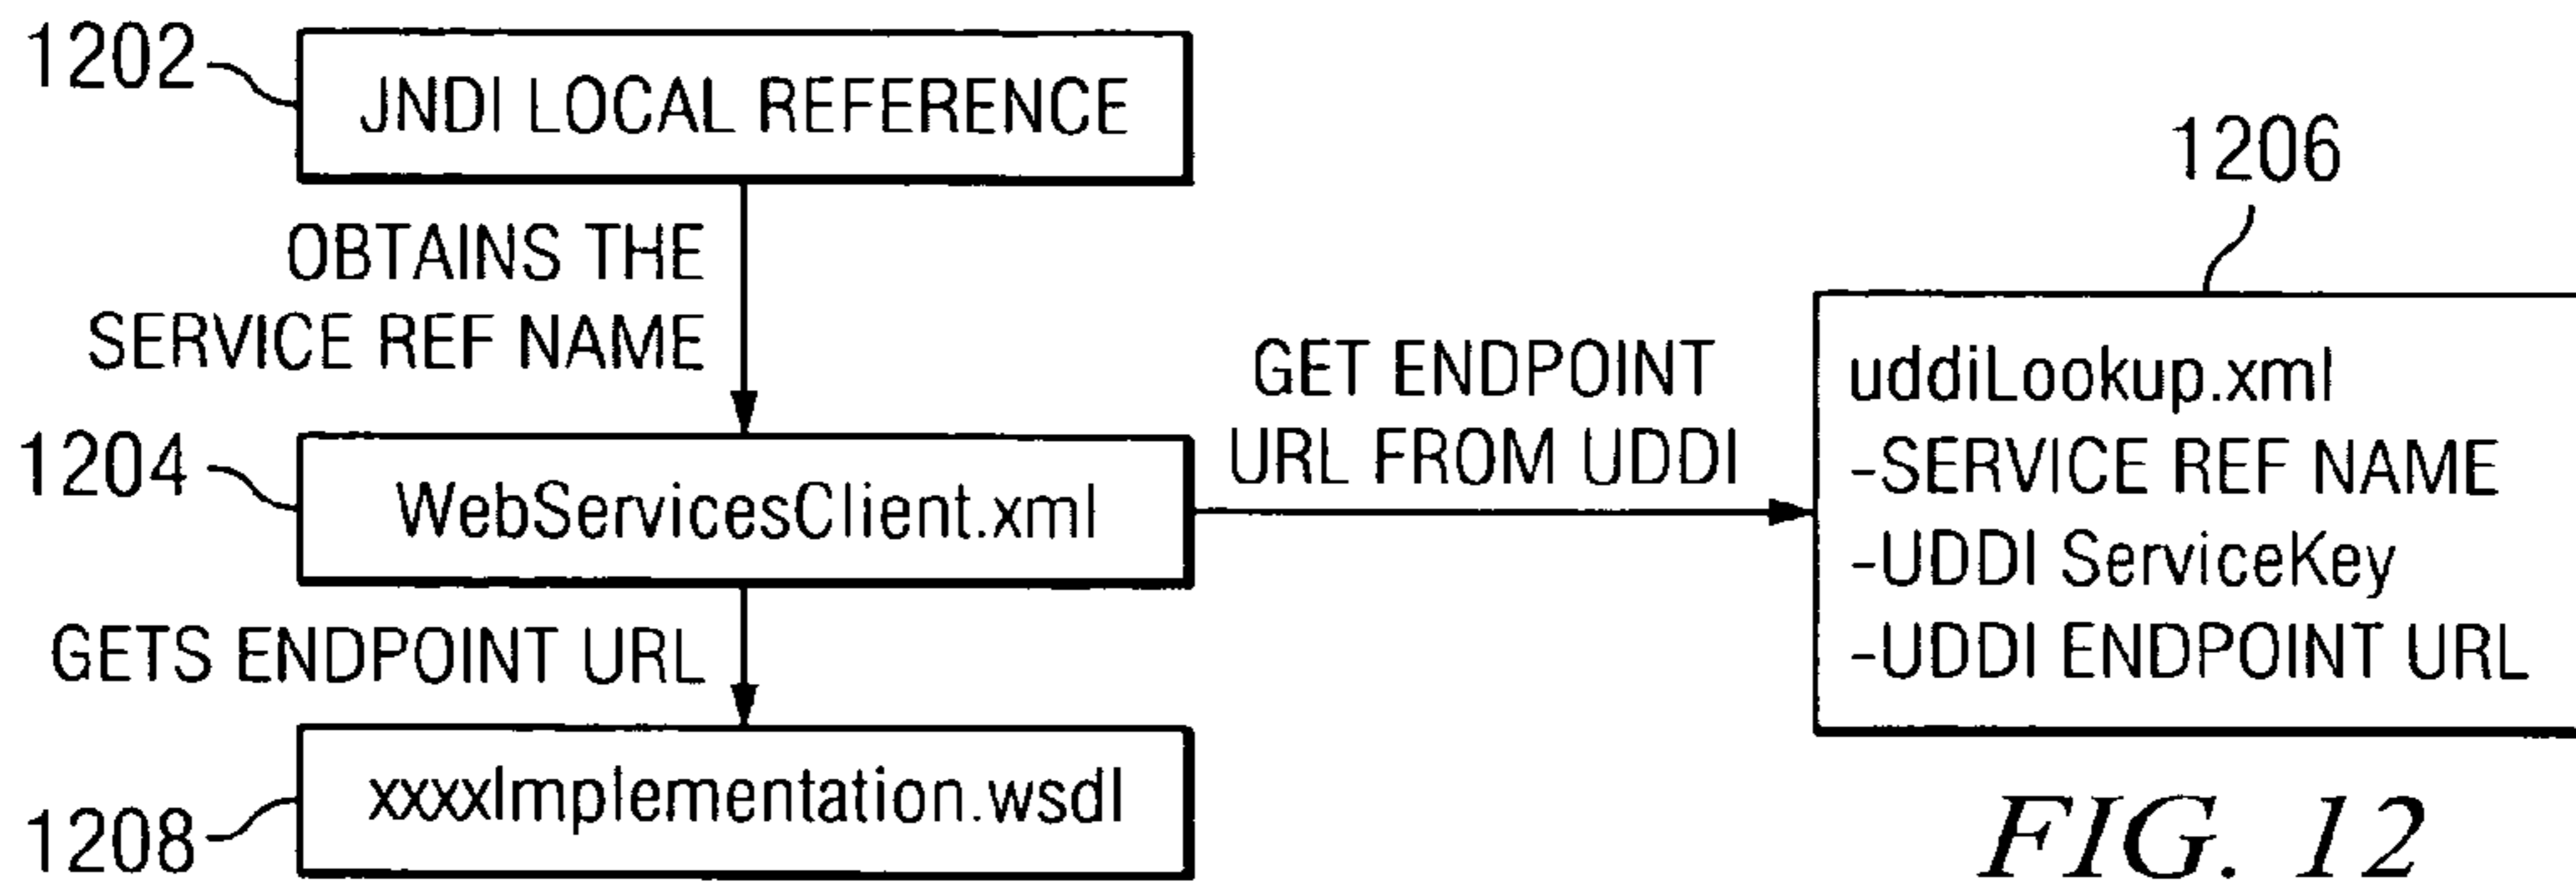 1202
JNDI LOCAL REFERENCE
OBTAINS THE
SERVICE REF NAME
1204
WebServicesClient.xml
GET ENDPOINT
URL FROM UDDI
1206
uddiLookup.xml
-SERVICE REF NAME
-UDDI ServiceKey
-UDDI ENDPOINT URL
GETS ENDPOINT URL
1208
xxxxImplementation.wsdl
FIG. 12